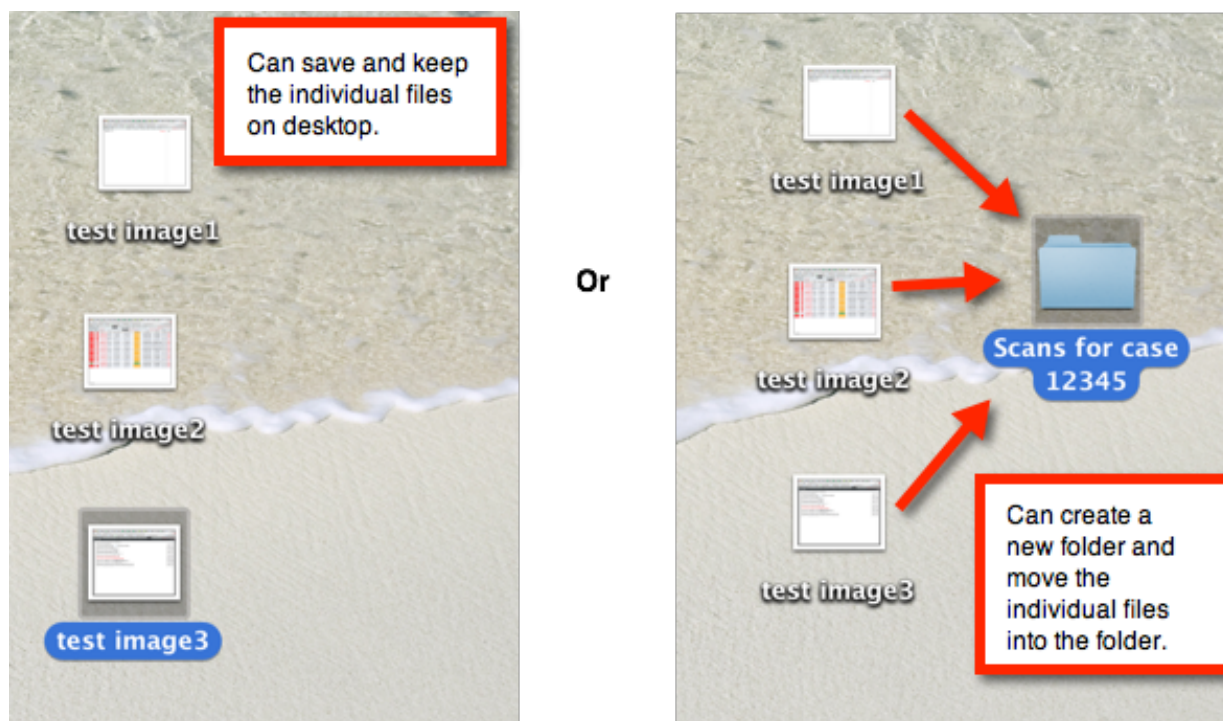 Can save and keep
the individual files
on desktop.
test image1
test image2
test image3
Or
test image1
test image2
test image3
Scans for case
12345
Can create a
new folder and
move the
individual files
into the folder.